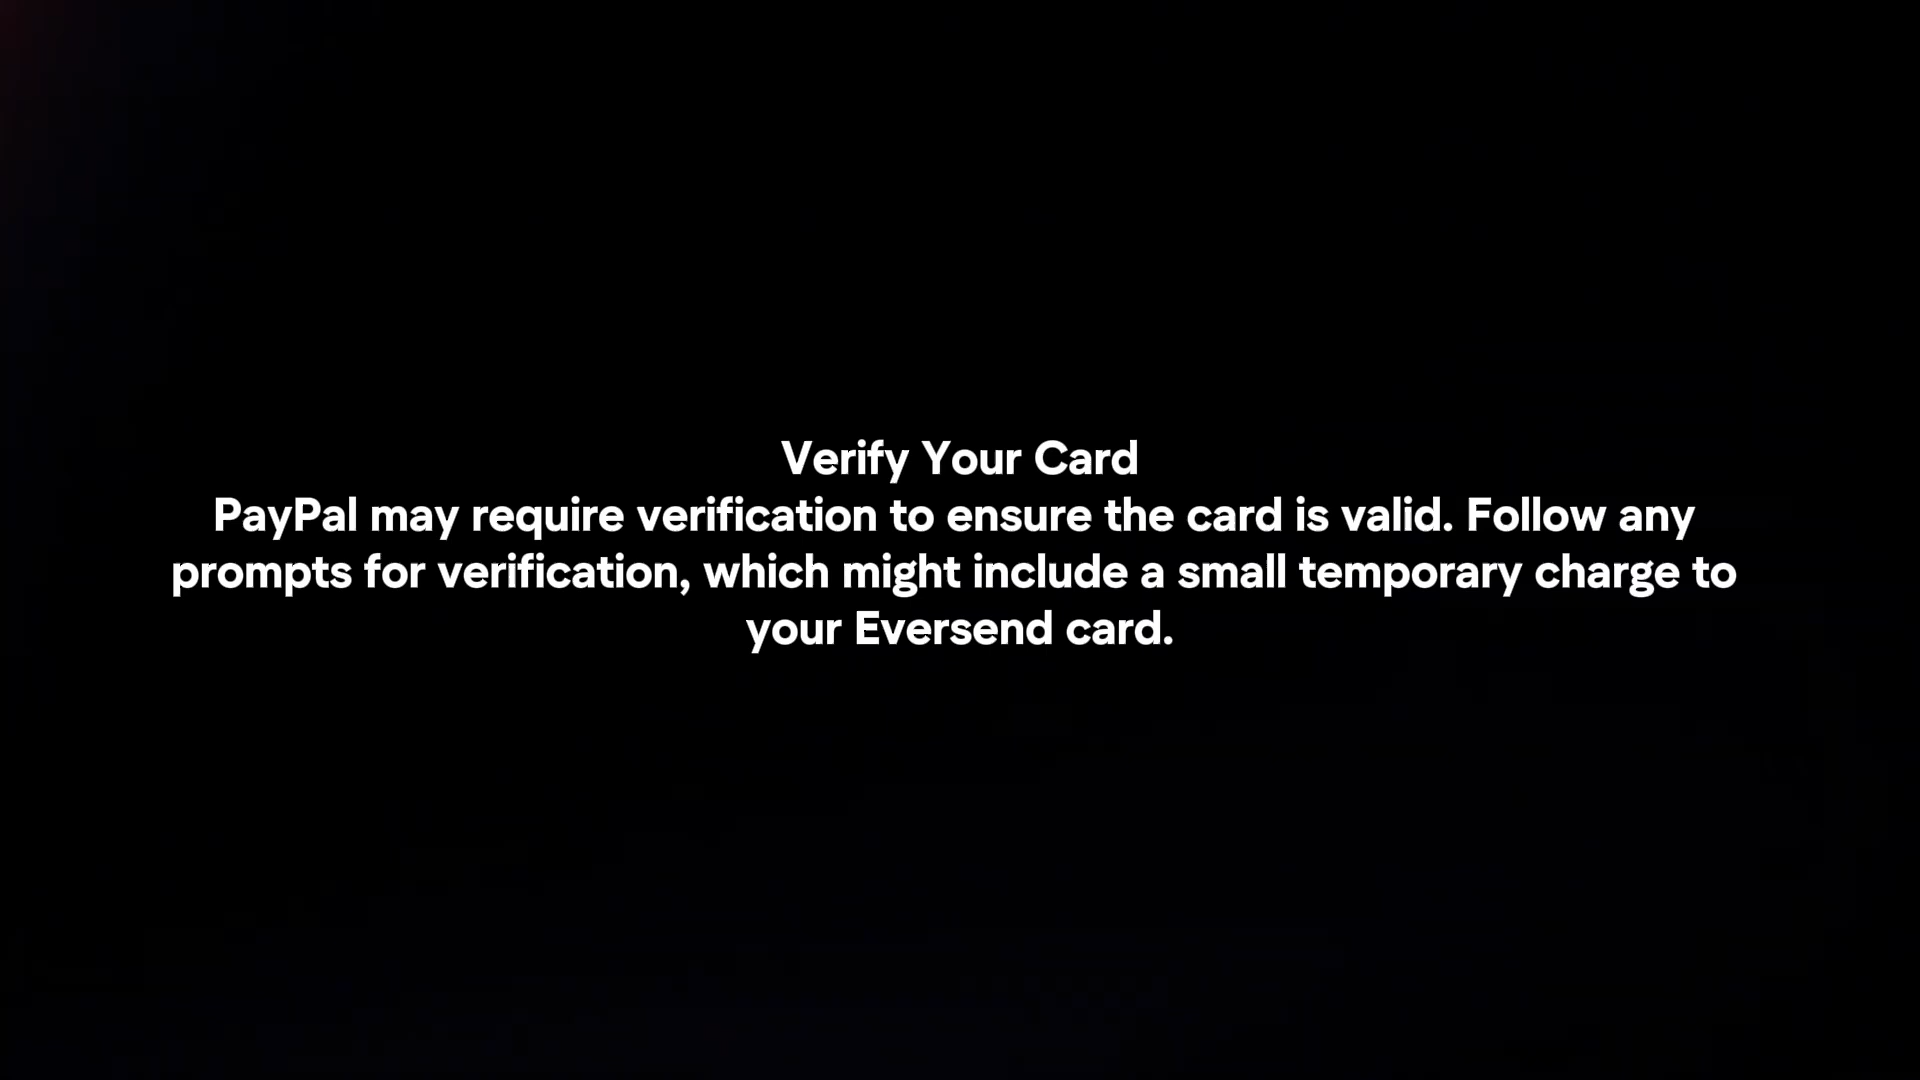 Verify Your Card
PayPal may require verification to ensure the card is valid. Follow any
prompts for verification, which might include a small temporary charge to
your Eversend card.